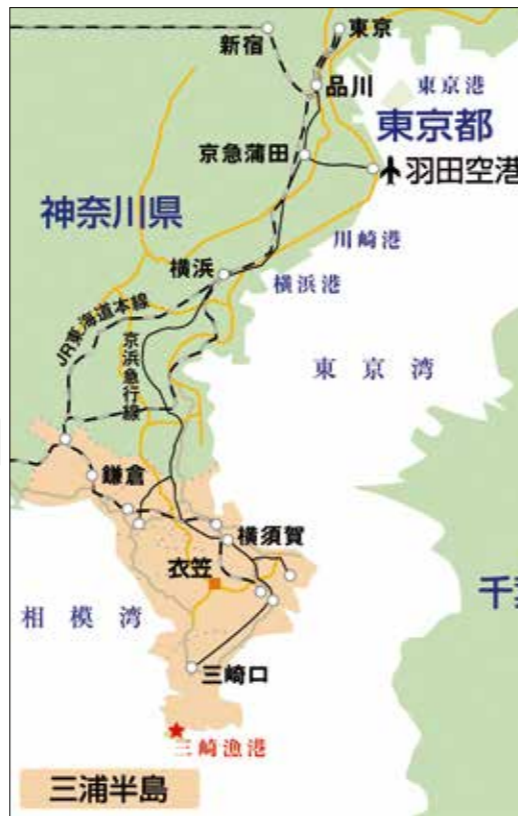 東京
新宿
品川
東京港
東京都
京急蒲田
羽田空港
神奈川県
川崎港
横浜
横浜港
JR東海道本線
京浜急行線
東京湾
鎌倉
横須賀
衣笠
千
相模湾
三崎口
三崎漁港
三浦半島